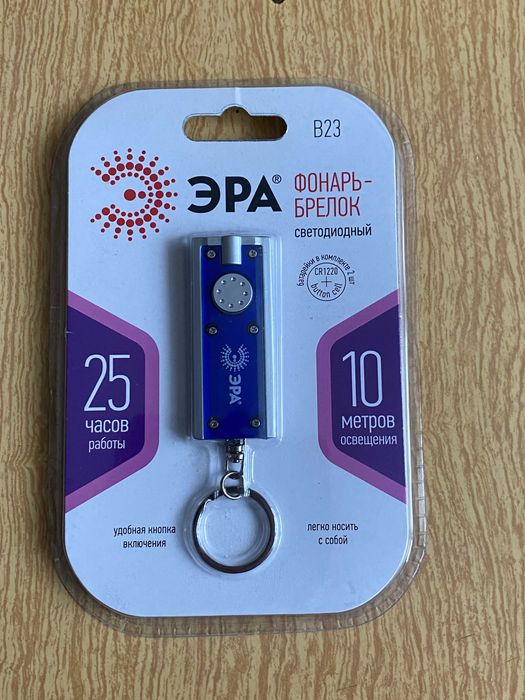 B23
ЭРА®
ФОНАРЬ-
БРЕЛОК
светодиодный
батарейки в комплекте 2 шт
CR1220
button cell
25
часов
работы
ЭРА
10
метров
освещения
удобная кнопка
включения
легко носить
с собой